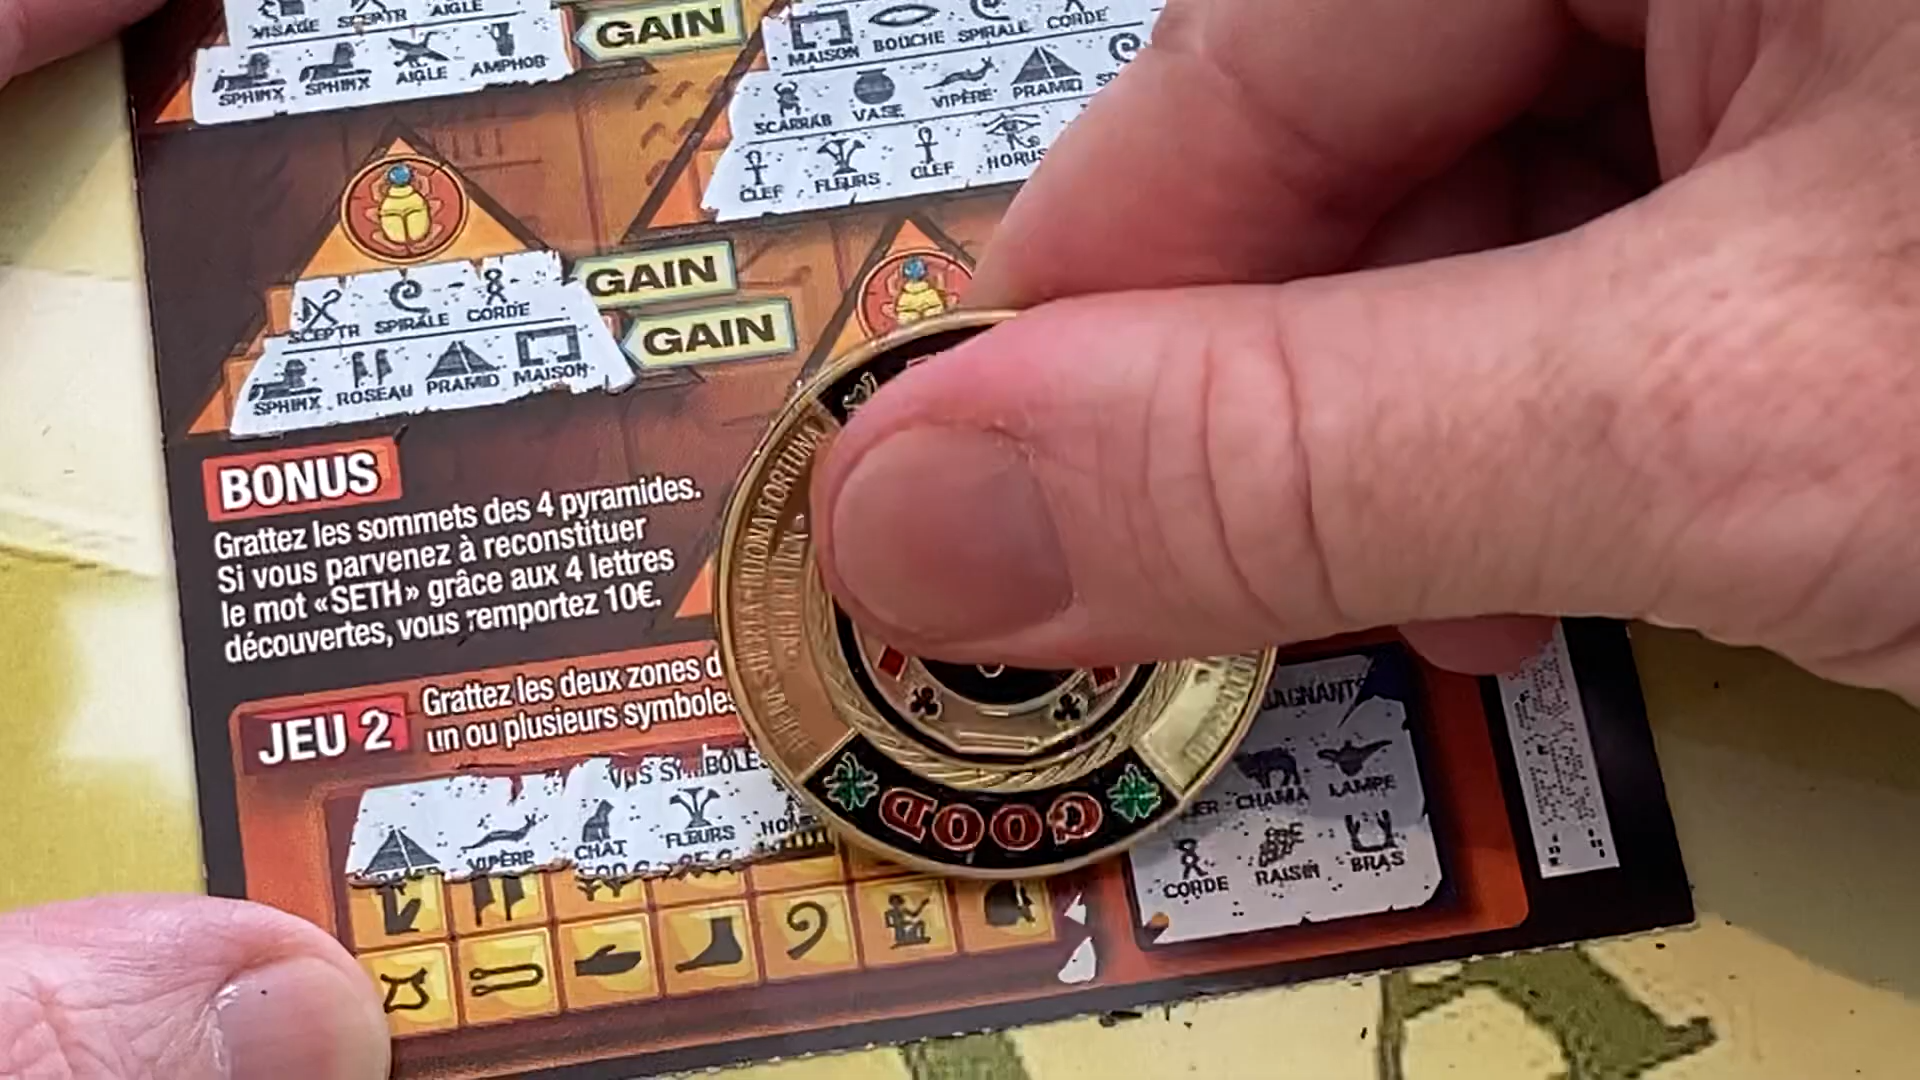 VISAGE SCEPTR AIGLE
GAIN
SPHINX SPHINX AIGLE AMPHOR
MAISON BOUCHE SPIRALE CORDE
SCARAB VASE VIPÈRE PRAMID
CLEF FLEURS CLEF HORUS
SCEPTR SPIRALE CORDE
GAIN
SPHINX ROSEAU PRAMID MAISON
GAIN
BONUS
Grattez les sommets des 4 pyramides.
Si vous parvenez à reconstituer
le mot «SETH» grâce aux 4 lettres
découvertes, vous remportez 10€.
JEU 2
Grattez les deux zones
un ou plusieurs symboles
VOS SYMBOLES
VIPÈRE CHAT FLEURS
FORTUNA
GOOD
GAGNANTS
CHAMA LAMPE
CORDE RAISIN BRAS